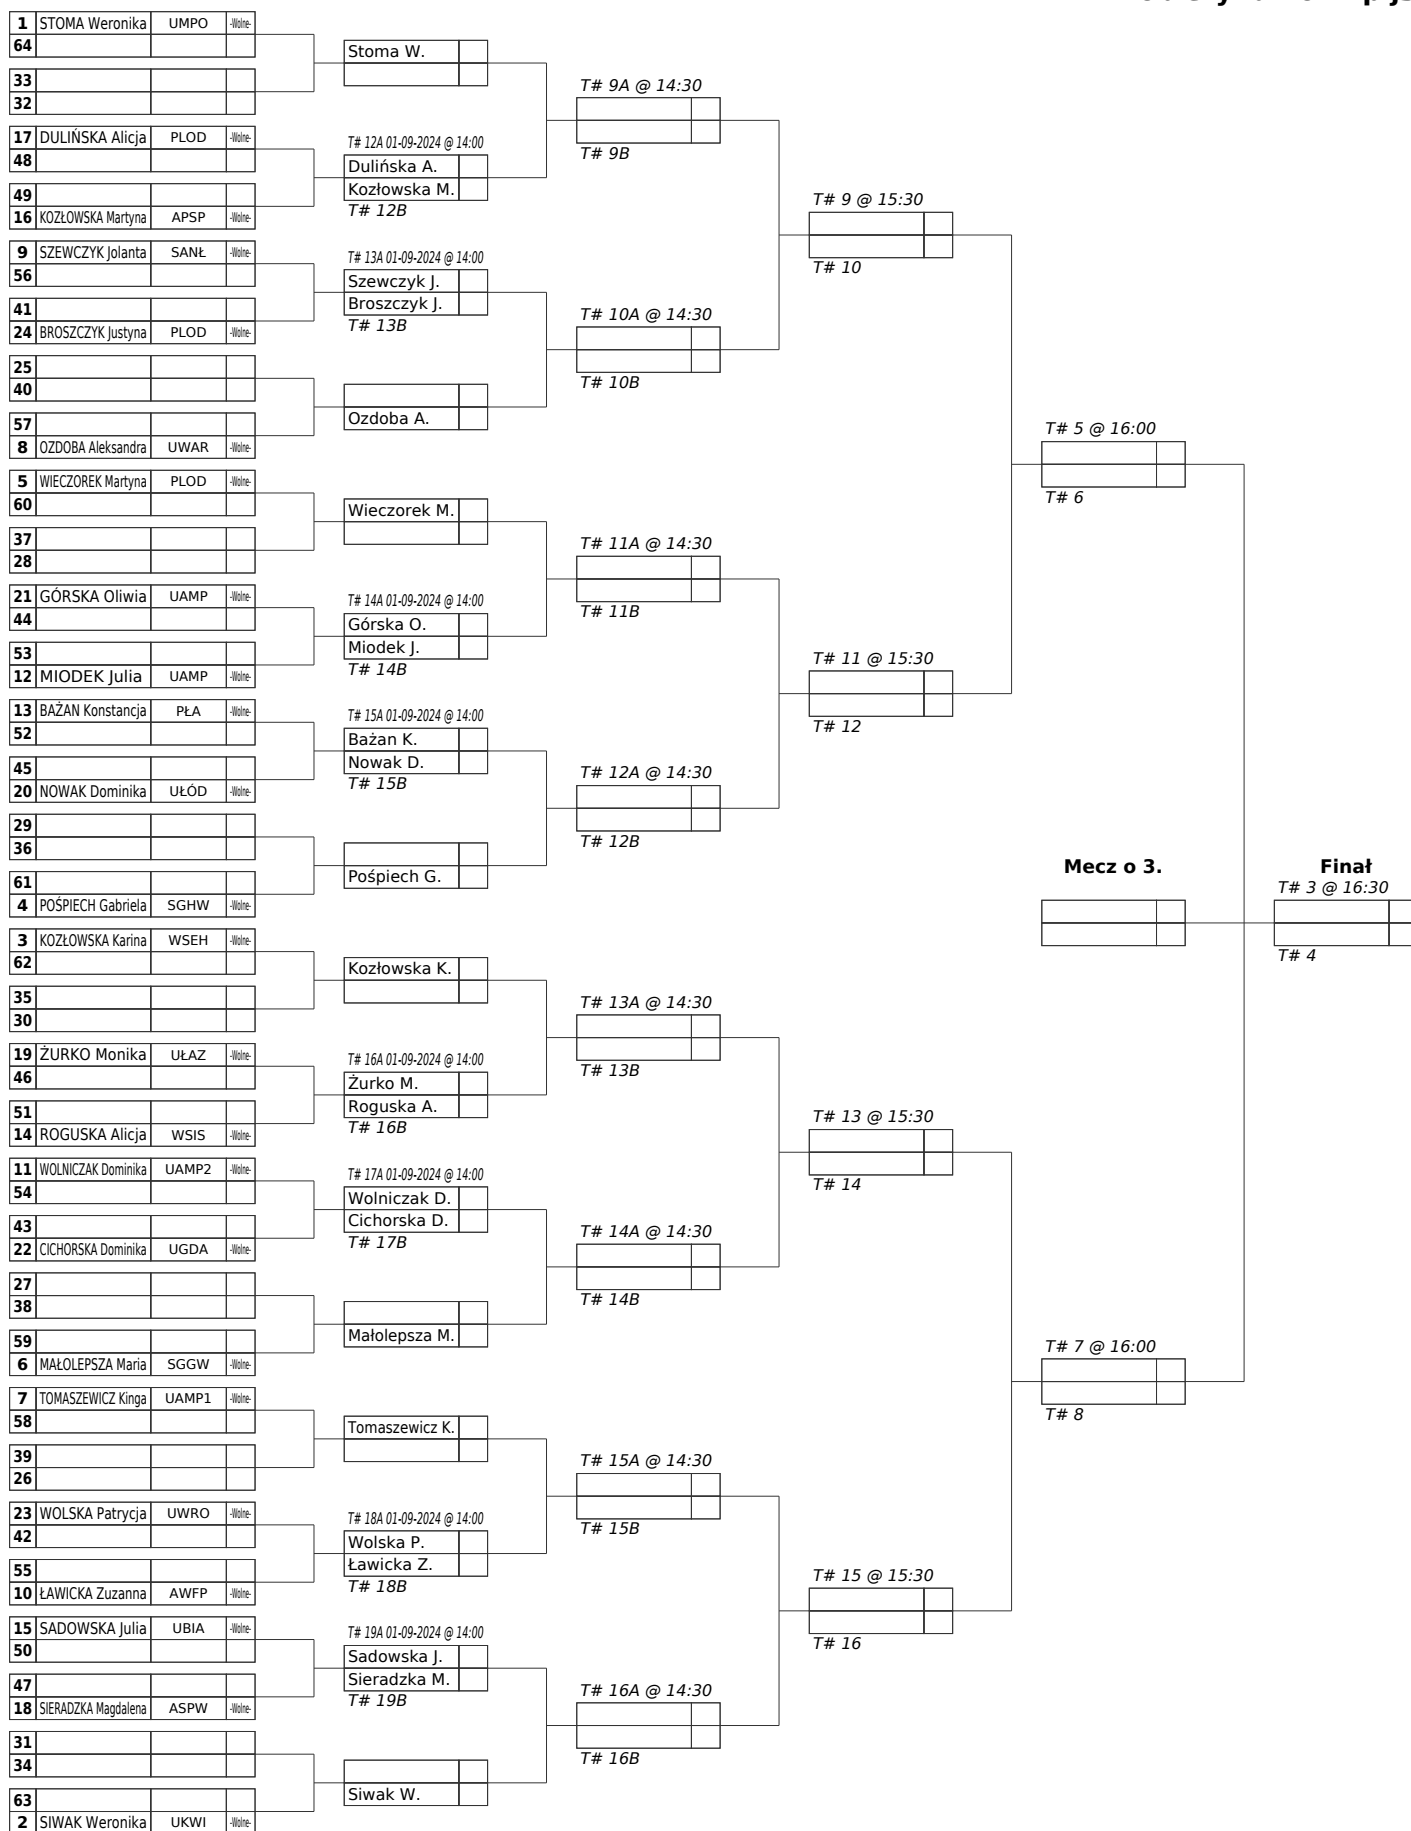 1 STOMA Weronika UMPO -Wolne-
64
33
32
17 DULIŃSKA Alicja PLOD -Wolne-
48
49
16 KOZŁOWSKA Martyna APSP -Wolne-
9 SZEWCZYK Jolanta SANŁ -Wolne-
56
41
24 BROSZCZYK Justyna PLOD -Wolne-
25
40
57
8 OZDOBA Aleksandra UWAR -Wolne-
5 WIECZOREK Martyna PLOD -Wolne-
60
37
28
21 GÓRSKA Oliwia UAMP -Wolne-
44
53
12 MIODEK Julia UAMP -Wolne-
13 BAŻAN Konstancja PŁA -Wolne-
52
45
20 NOWAK Dominika UŁÓD -Wolne-
29
36
61
4 POŚPIECH Gabriela SGHW -Wolne-
3 KOZŁOWSKA Karina WSEH -Wolne-
62
35
30
19 ŻURKO Monika UŁAZ -Wolne-
46
51
14 ROGUSKA Alicja WSIS -Wolne-
11 WOLNICZAK Dominika UAMP2 -Wolne-
54
43
22 CICHORSKA Dominika UGDA -Wolne-
27
38
59
6 MAŁOLEPSZA Maria SGGW -Wolne-
7 TOMASZEWICZ Kinga UAMP1 -Wolne-
58
39
26
23 WOLSKA Patrycja UWRO -Wolne-
42
55
10 ŁAWICKA Zuzanna AWFP -Wolne-
15 SADOWSKA Julia UBIA -Wolne-
50
47
18 SIERADZKA Magdalena ASPW -Wolne-
31
34
63
2 SIWAK Weronika UKWI -Wolne-
Stoma W.
T# 12A 01-09-2024 @ 14:00
Dulińska A.
Kozłowska M.
T# 12B
T# 13A 01-09-2024 @ 14:00
Szewczyk J.
Broszczyk J.
T# 13B
Ozdoba A.
Wieczorek M.
T# 14A 01-09-2024 @ 14:00
Górska O.
Miodek J.
T# 14B
T# 15A 01-09-2024 @ 14:00
Bażan K.
Nowak D.
T# 15B
Pośpiech G.
Kozłowska K.
T# 16A 01-09-2024 @ 14:00
Żurko M.
Roguska A.
T# 16B
T# 17A 01-09-2024 @ 14:00
Wolniczak D.
Cichorska D.
T# 17B
Małolepsza M.
Tomaszewicz K.
T# 18A 01-09-2024 @ 14:00
Wolska P.
Ławicka Z.
T# 18B
T# 19A 01-09-2024 @ 14:00
Sadowska J.
Sieradzka M.
T# 19B
Siwak W.
T# 9A @ 14:30
T# 9B
T# 10A @ 14:30
T# 10B
T# 11A @ 14:30
T# 11B
T# 12A @ 14:30
T# 12B
T# 13A @ 14:30
T# 13B
T# 14A @ 14:30
T# 14B
T# 15A @ 14:30
T# 15B
T# 16A @ 14:30
T# 16B
T# 9 @ 15:30
T# 10
T# 11 @ 15:30
T# 12
T# 13 @ 15:30
T# 14
T# 15 @ 15:30
T# 16
T# 5 @ 16:00
T# 6
Mecz o 3.
T# 7 @ 16:00
T# 8
Finał
T# 3 @ 16:30
T# 4